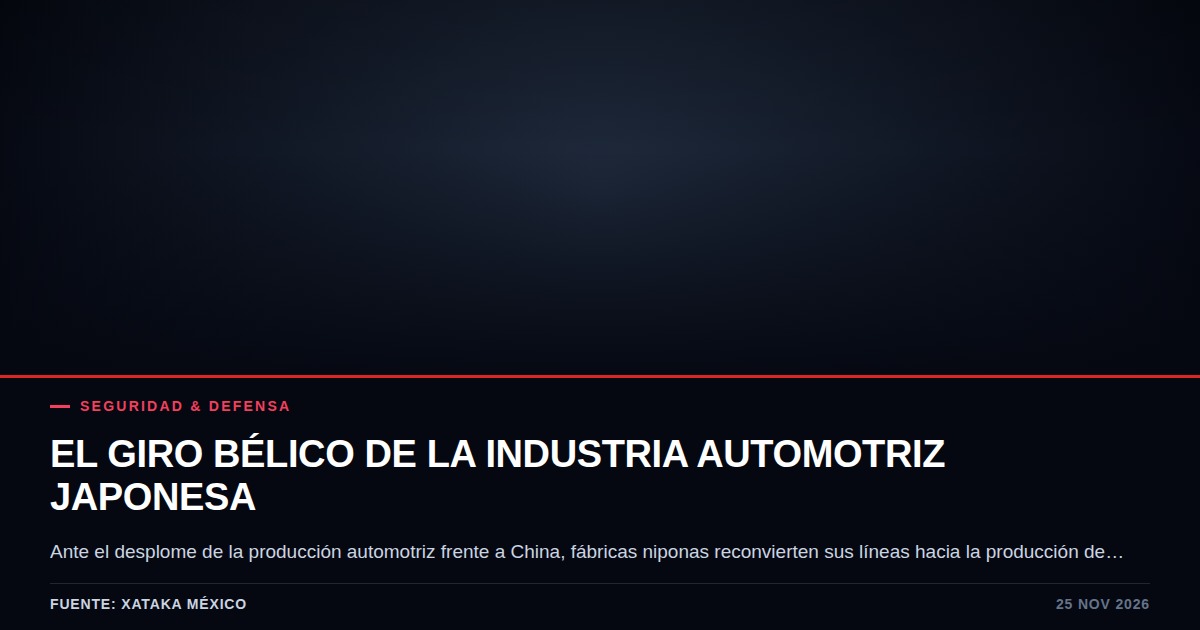 SEGURIDAD & DEFENSA
EL GIRO BÉLICO DE LA INDUSTRIA AUTOMOTRIZ
JAPONESA
Ante el desplome de la producción automotriz frente a China, fábricas niponas reconvierten sus líneas hacia la producción de…
FUENTE: XATAKA MÉXICO
25 NOV 2026